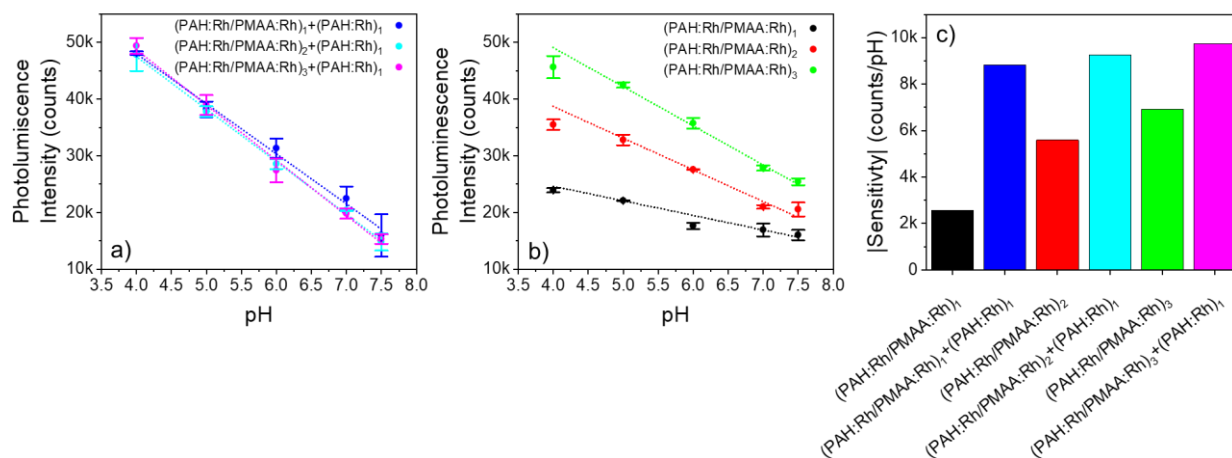 Photolumiscence
Intensity (counts)
50k
40k
30k
20k
10k
(PAH:Rh/PMAA:Rh)₁+(PAH:Rh)₁
(PAH:Rh/PMAA:Rh)₂+(PAH:Rh)₁
(PAH:Rh/PMAA:Rh)₃+(PAH:Rh)₁
a)
3.5 4.0 4.5 5.0 5.5 6.0 6.5 7.0 7.5 8.0
pH
Photoluminescence
Intensity (counts)
50k
40k
30k
20k
10k
(PAH:Rh/PMAA:Rh)₁
(PAH:Rh/PMAA:Rh)₂
(PAH:Rh/PMAA:Rh)₃
b)
3.5 4.0 4.5 5.0 5.5 6.0 6.5 7.0 7.5 8.0
pH
|Sensitivty| (counts/pH)
10k
8k
6k
4k
2k
0
c)
(PAH:Rh/PMAA:Rh)₁
(PAH:Rh/PMAA:Rh)₁+(PAH:Rh)₁
(PAH:Rh/PMAA:Rh)₂
(PAH:Rh/PMAA:Rh)₂+(PAH:Rh)₁
(PAH:Rh/PMAA:Rh)₃
(PAH:Rh/PMAA:Rh)₃+(PAH:Rh)₁